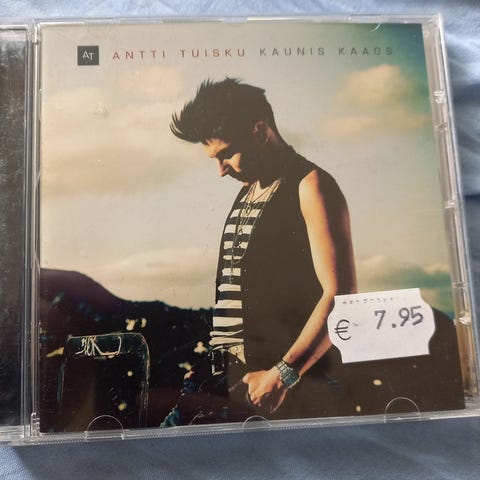 AT ANTTI TUISKU KAUNIS KAAOS
€ 7.95